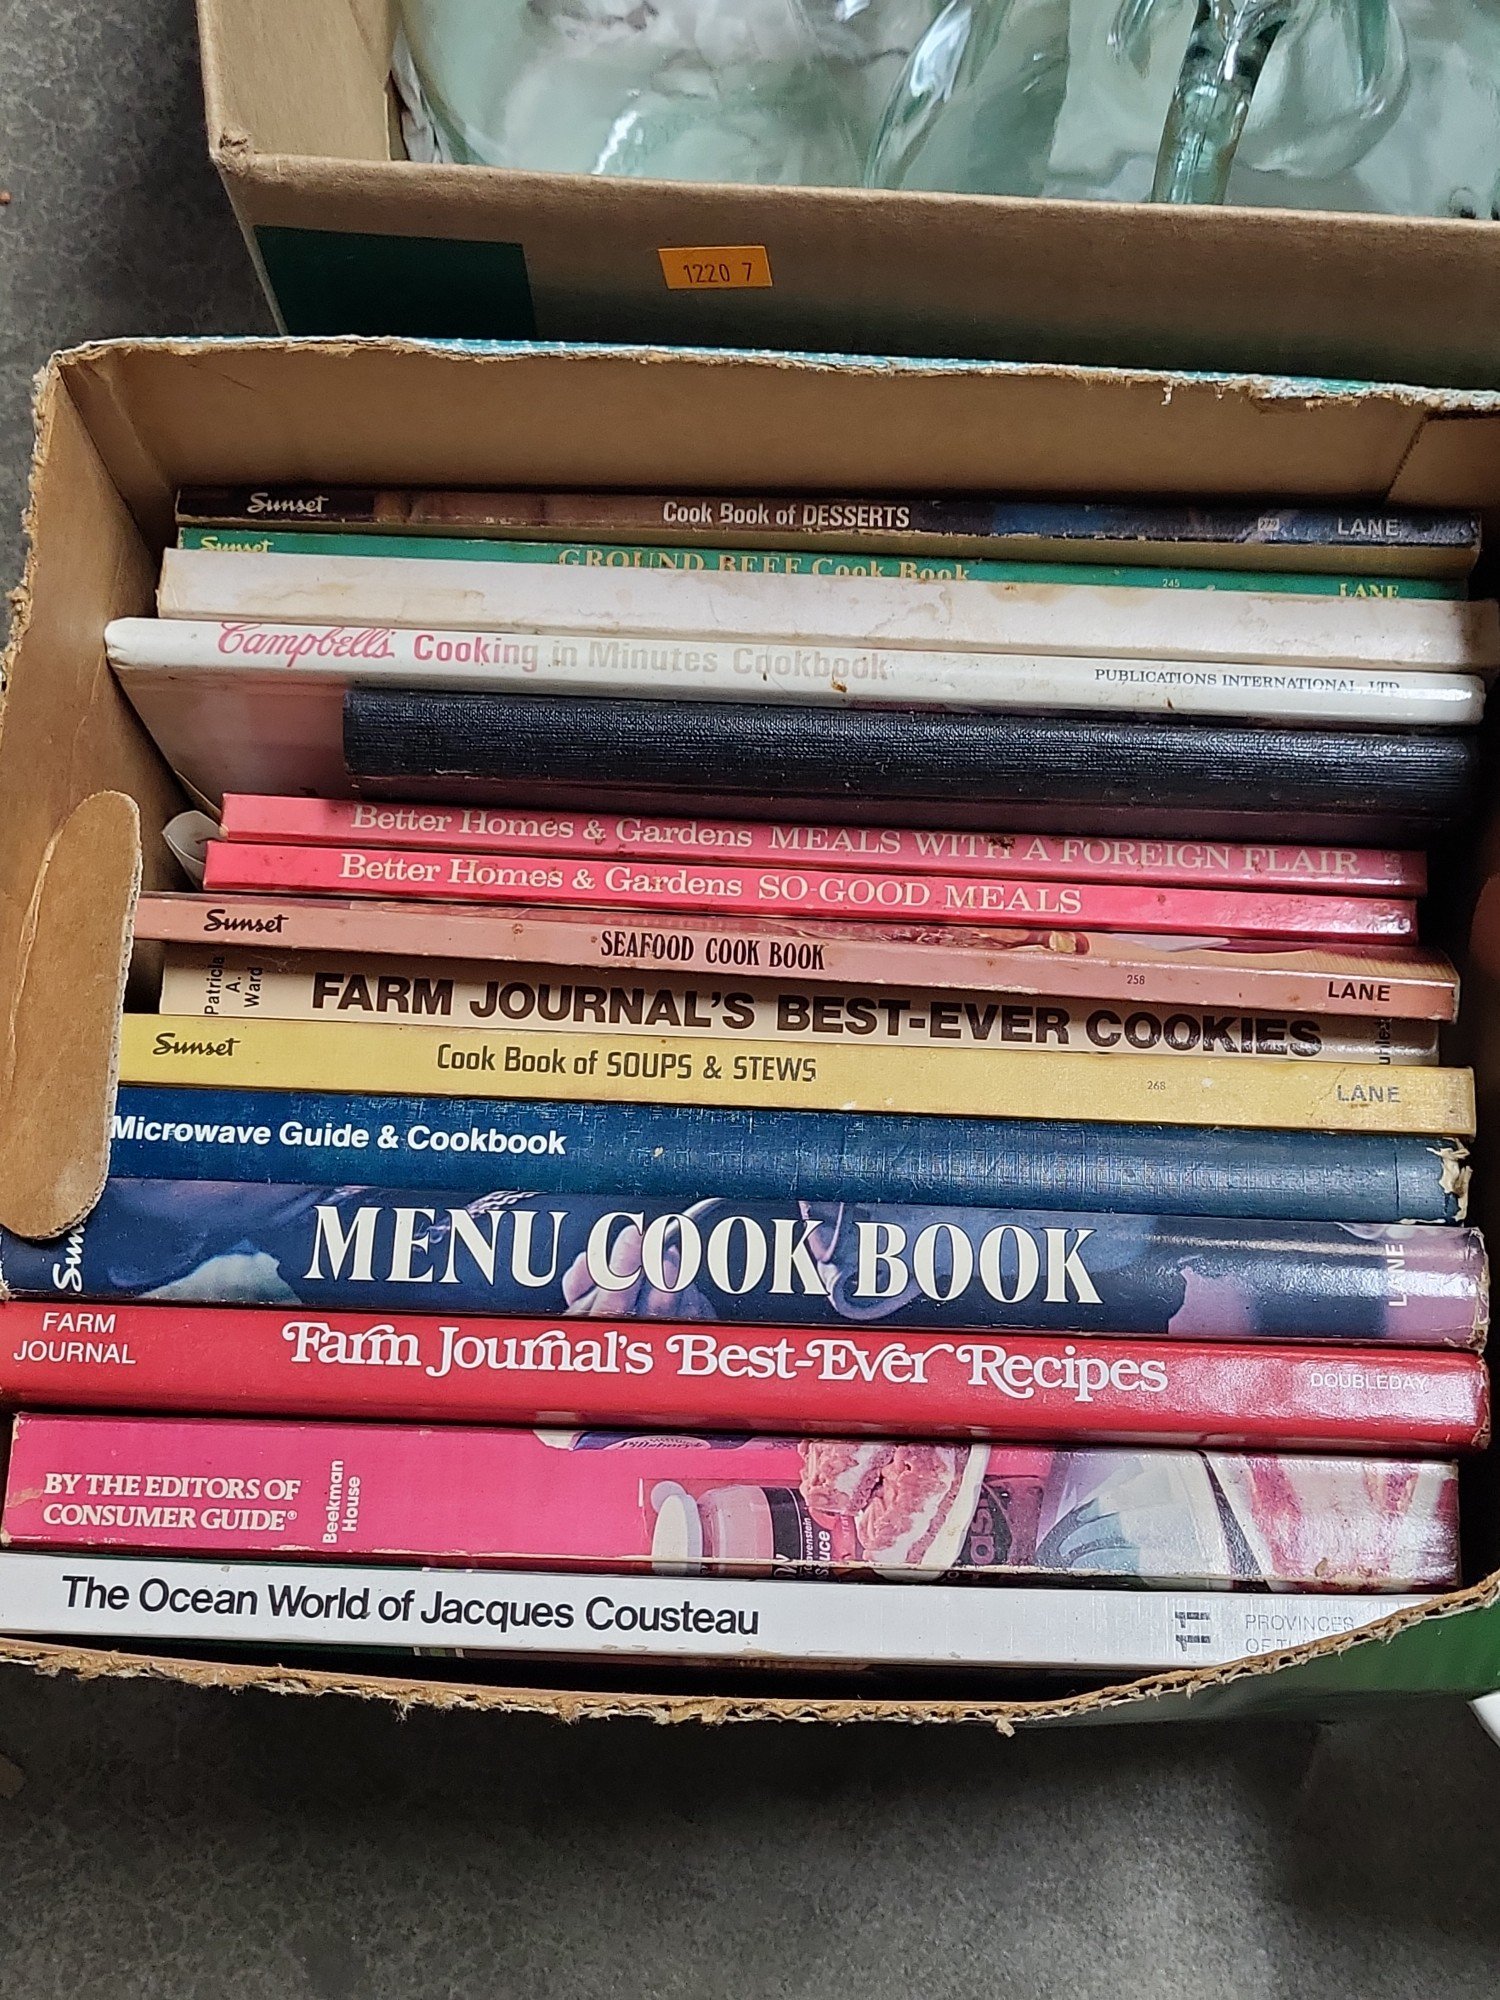 1220 7
Sunset Cook Book of DESSERTS LANE
Sunset GROUND BEEF Cook Book 245 LANE
Campbell's Cooking in Minutes Cookbook PUBLICATIONS INTERNATIONAL, LTD.
Better Homes & Gardens MEALS WITH A FOREIGN FLAIR
Better Homes & Gardens SO-GOOD MEALS
Sunset SEAFOOD COOK BOOK 258 LANE
Patricia A. Ward FARM JOURNAL'S BEST-EVER COOKIES
Sunset Cook Book of SOUPS & STEWS 268 LANE
Microwave Guide & Cookbook
Sun MENU COOK BOOK LANE
FARM
JOURNAL
Farm Journal's Best-Ever Recipes DOUBLEDAY
BY THE EDITORS OF
CONSUMER GUIDE®
Beekman
House
Pillsbury
The Ocean World of Jacques Cousteau
PROVINCES
OF